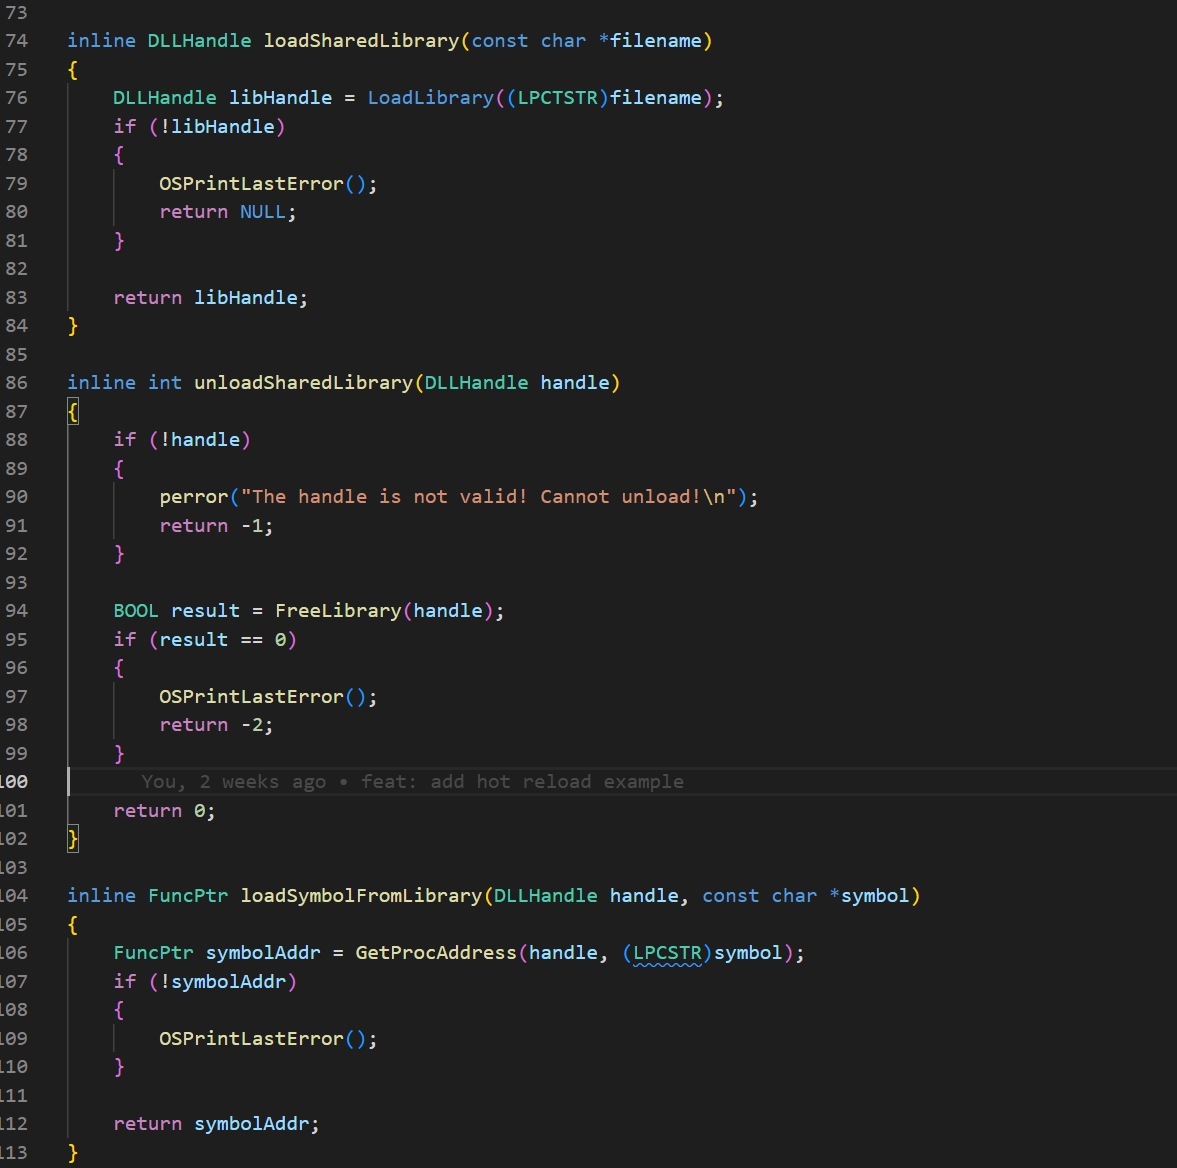 73
74 inline DLLHandle loadSharedLibrary(const char *filename)
75 {
76     DLLHandle libHandle = LoadLibrary((LPCTSTR)filename);
77     if (!libHandle)
78     {
79         OSPrintLastError();
80         return NULL;
81     }
82
83     return libHandle;
84 }
85
86 inline int unloadSharedLibrary(DLLHandle handle)
87 {
88     if (!handle)
89     {
90         perror("The handle is not valid! Cannot unload!\n");
91         return -1;
92     }
93
94     BOOL result = FreeLibrary(handle);
95     if (result == 0)
96     {
97         OSPrintLastError();
98         return -2;
99     }
100     You, 2 weeks ago • feat: add hot reload example
101     return 0;
102 }
103
104 inline FuncPtr loadSymbolFromLibrary(DLLHandle handle, const char *symbol)
105 {
106     FuncPtr symbolAddr = GetProcAddress(handle, (LPCSTR)symbol);
107     if (!symbolAddr)
108     {
109         OSPrintLastError();
110     }
111
112     return symbolAddr;
113 }